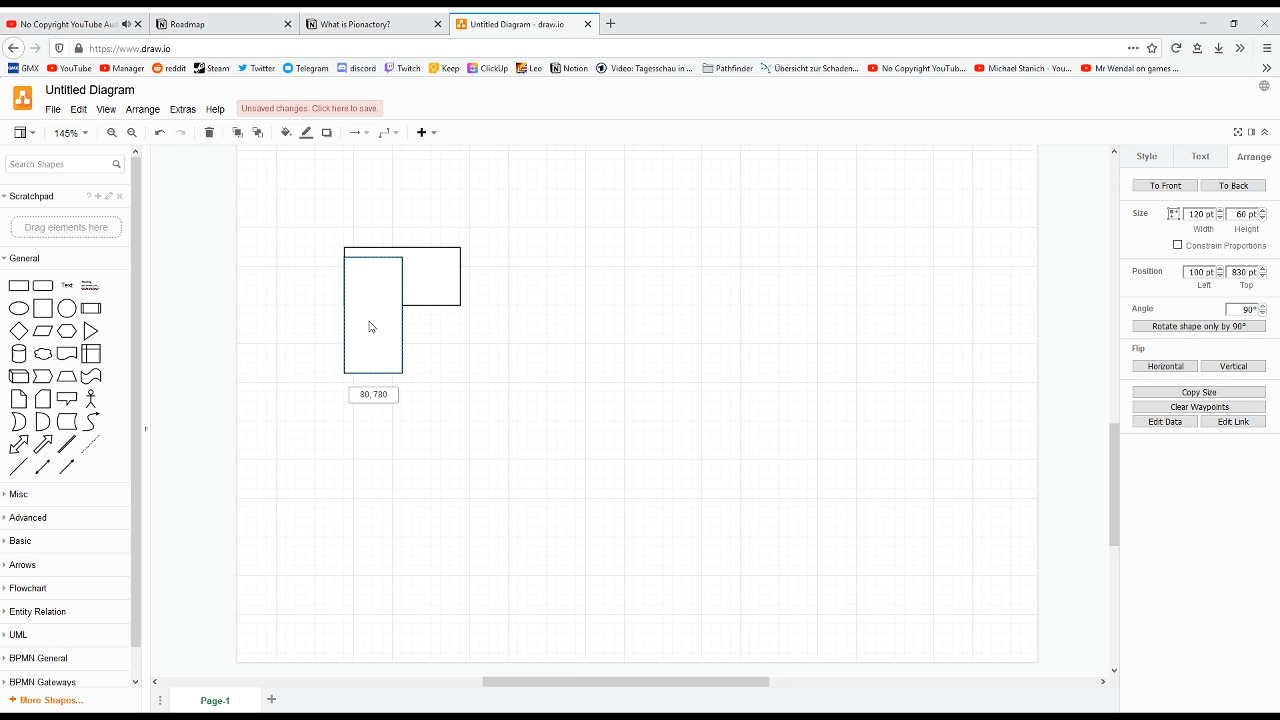 No Copyright YouTube Aud
Roadmap
What is Pionactory?
Untitled Diagram - draw.io
https://www.draw.io
GMX
YouTube
Manager
reddit
Steam
Twitter
Telegram
discord
Twitch
Keep
ClickUp
Notion
Video: Tagesschau in ...
Pathfinder
Übersicht zu Schaden...
No Copyright YouTub...
Michael Stanich - You...
Mr Wendal on game...
Untitled Diagram
File Edit View Arrange Extras Help
Unsaved changes. Click here to save.
145%
Search Shapes
Scratchpad
?
Drag elements here
General
Text
Misc
Advanced
Basic
Arrows
Flowchart
Entity Relation
UML
BPMN General
BPMN Gateways
+ More Shapes...
80, 780
Page-1
Style Text Arrange
To Front To Back
Size 120 pt 60 pt
Width Height
Constrain Proportions
Position 100 pt 830 pt
Left Top
Angle 90°
Rotate shape only by 90°
Flip
Horizontal Vertical
Copy Size
Clear Waypoints
Edit Data Edit Link